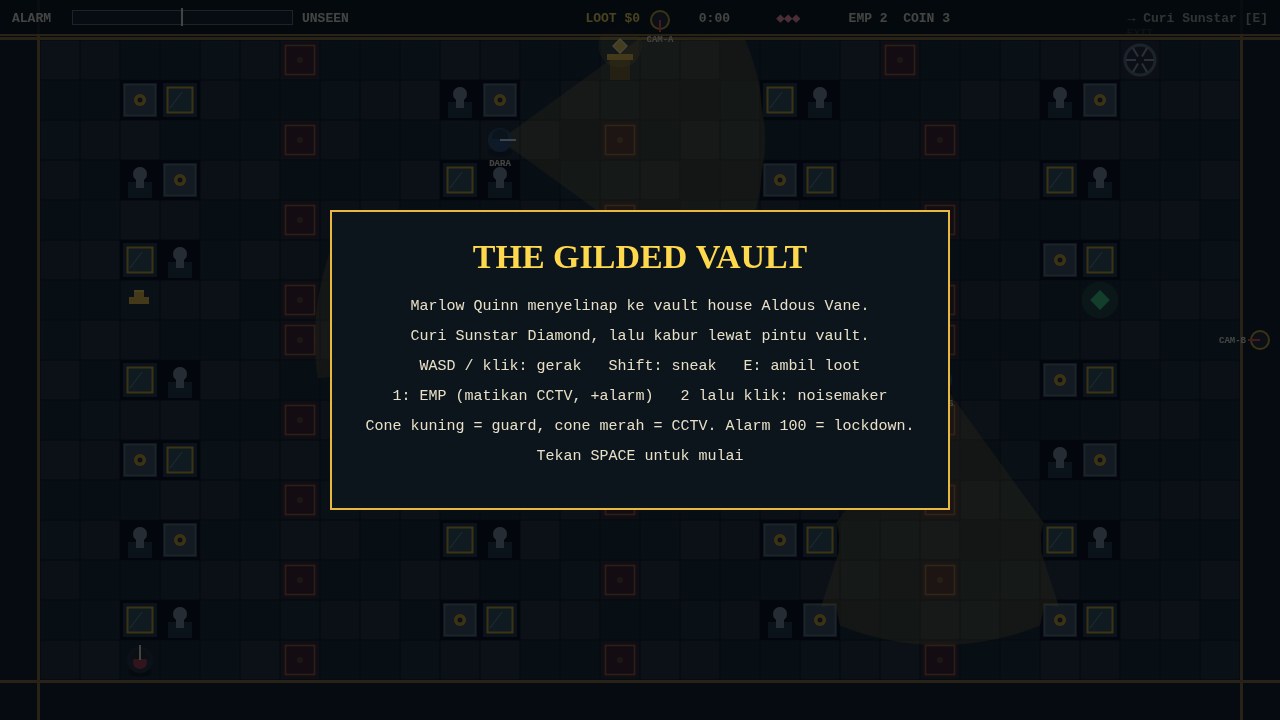 ALARM UNSEEN LOOT $0 0:00 EMP 2 COIN 3 → Curi Sunstar [E]
EXIT
CAM-A
DARA
THE GILDED VAULT
Marlow Quinn menyelinap ke vault house Aldous Vane.
Curi Sunstar Diamond, lalu kabur lewat pintu vault.
WASD / klik: gerak Shift: sneak E: ambil loot
1: EMP (matikan CCTV, +alarm) 2 lalu klik: noisemaker
Cone kuning = guard, cone merah = CCTV. Alarm 100 = lockdown.
Tekan SPACE untuk mulai
CAM-B